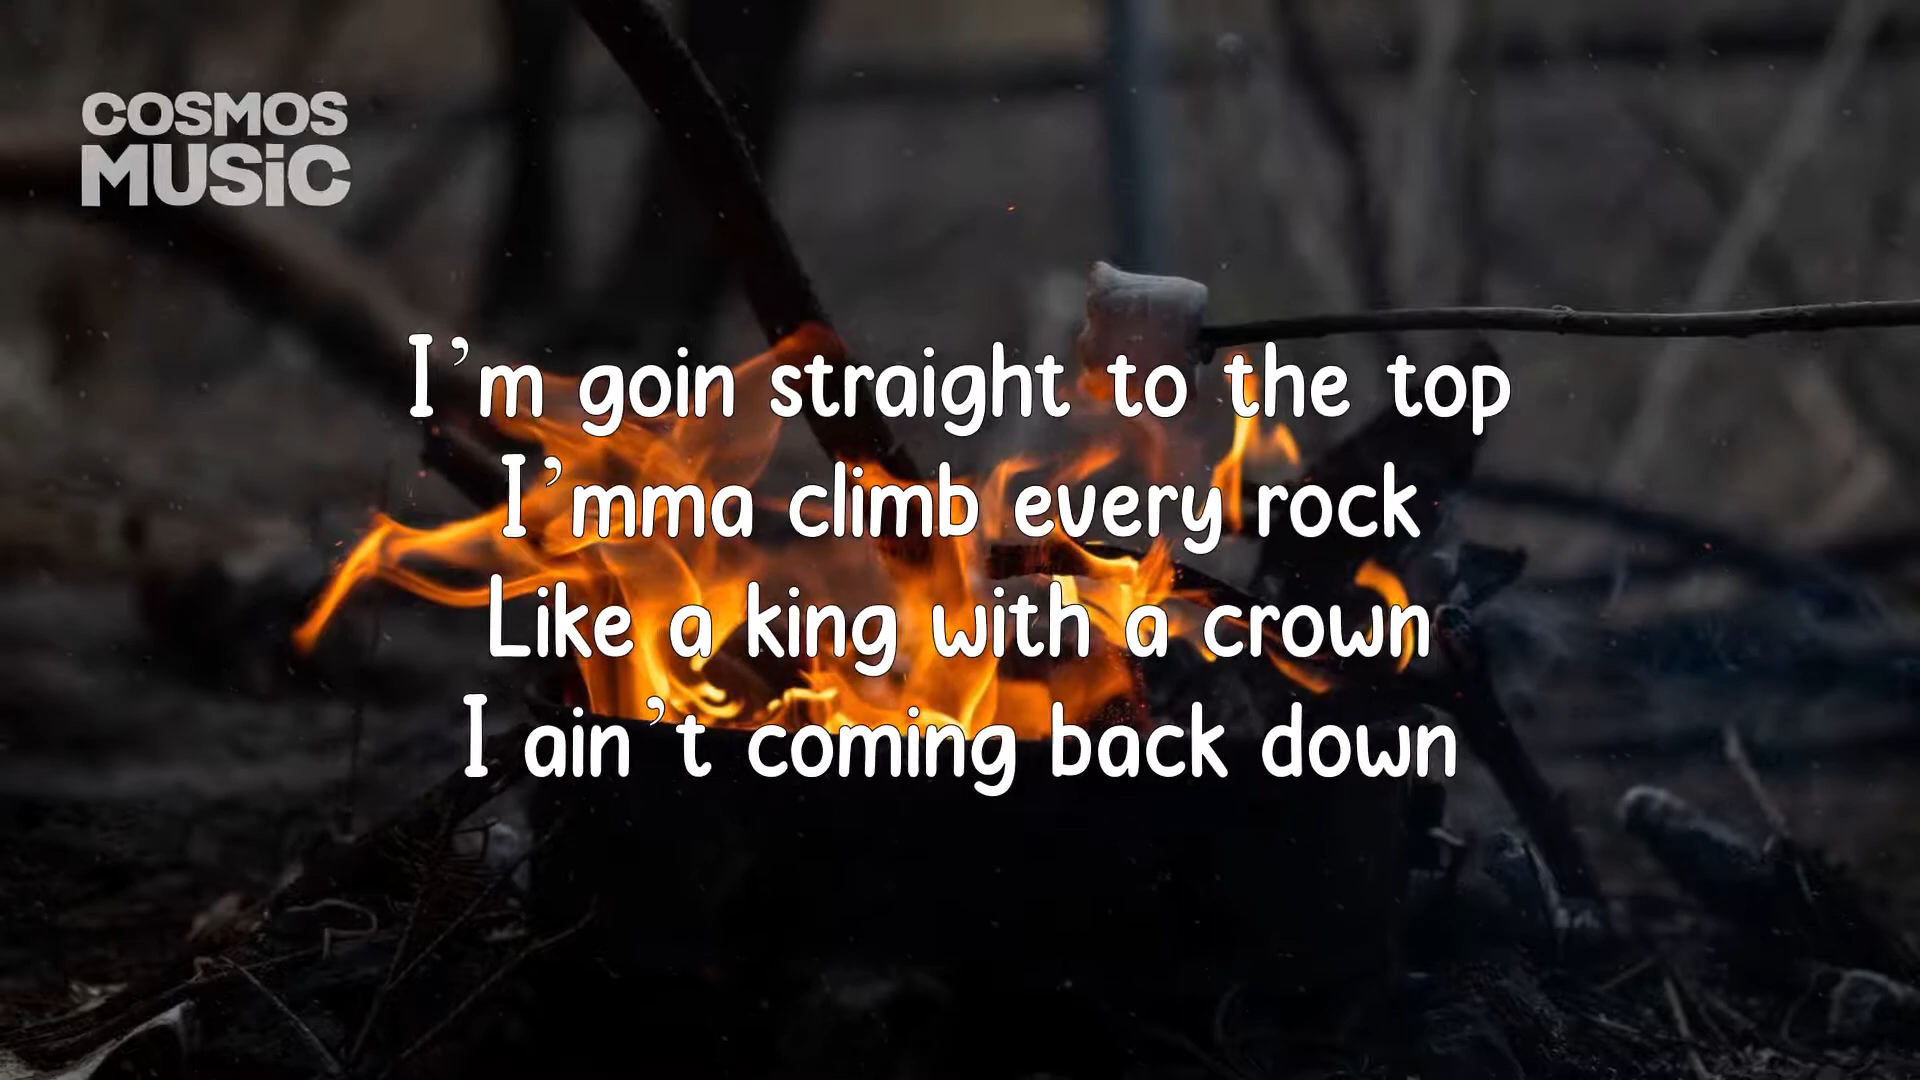 COSMOS
MUSiC
I’m goin straight to the top
I’mma climb every rock
Like a king with a crown
I ain’t coming back down